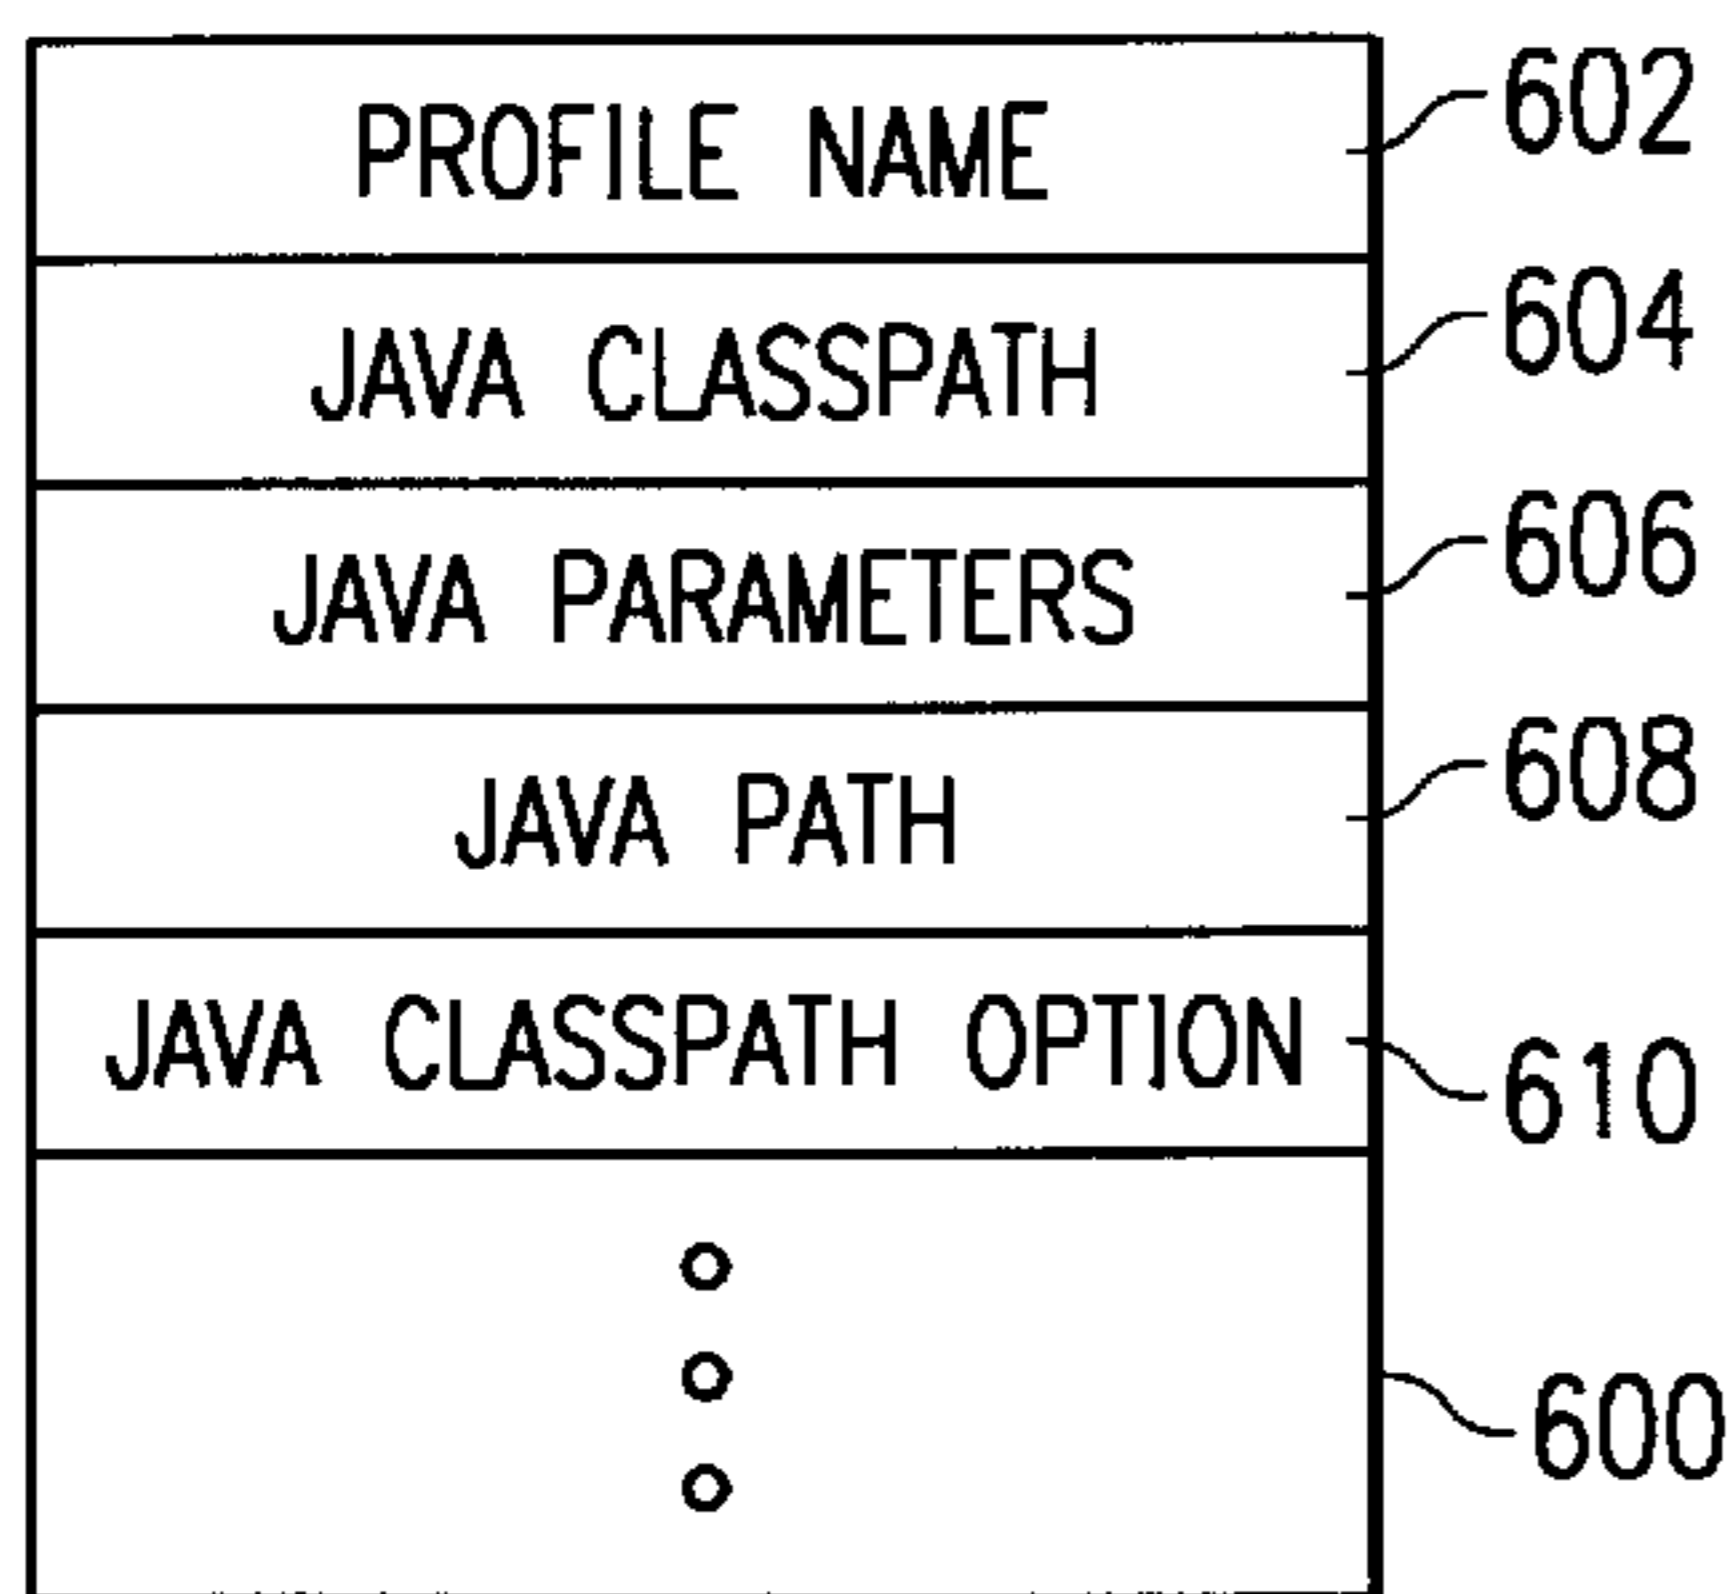 PROFILE NAME 602
JAVA CLASSPATH 604
JAVA PARAMETERS 606
JAVA PATH 608
JAVA CLASSPATH OPTION 610
600